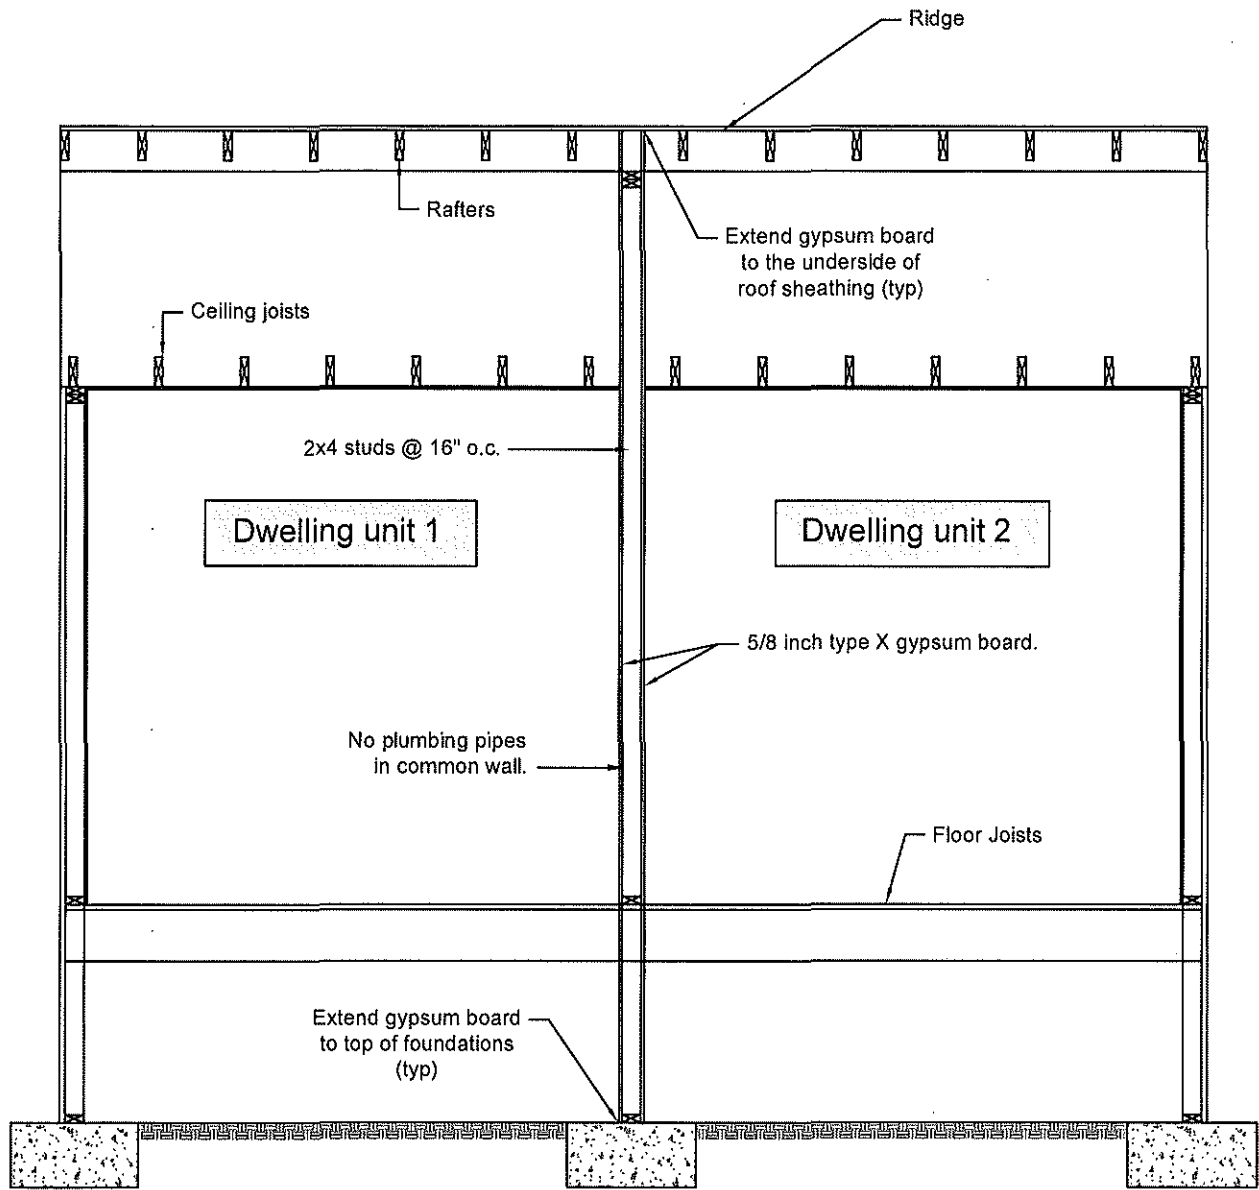 Ridge
Rafters
Extend gypsum board
to the underside of
roof sheathing (typ)
Ceiling joists
2x4 studs @ 16" o.c.
Dwelling unit 1
Dwelling unit 2
5/8 inch type X gypsum board.
No plumbing pipes
in common wall.
Floor Joists
Extend gypsum board
to top of foundations
(typ)